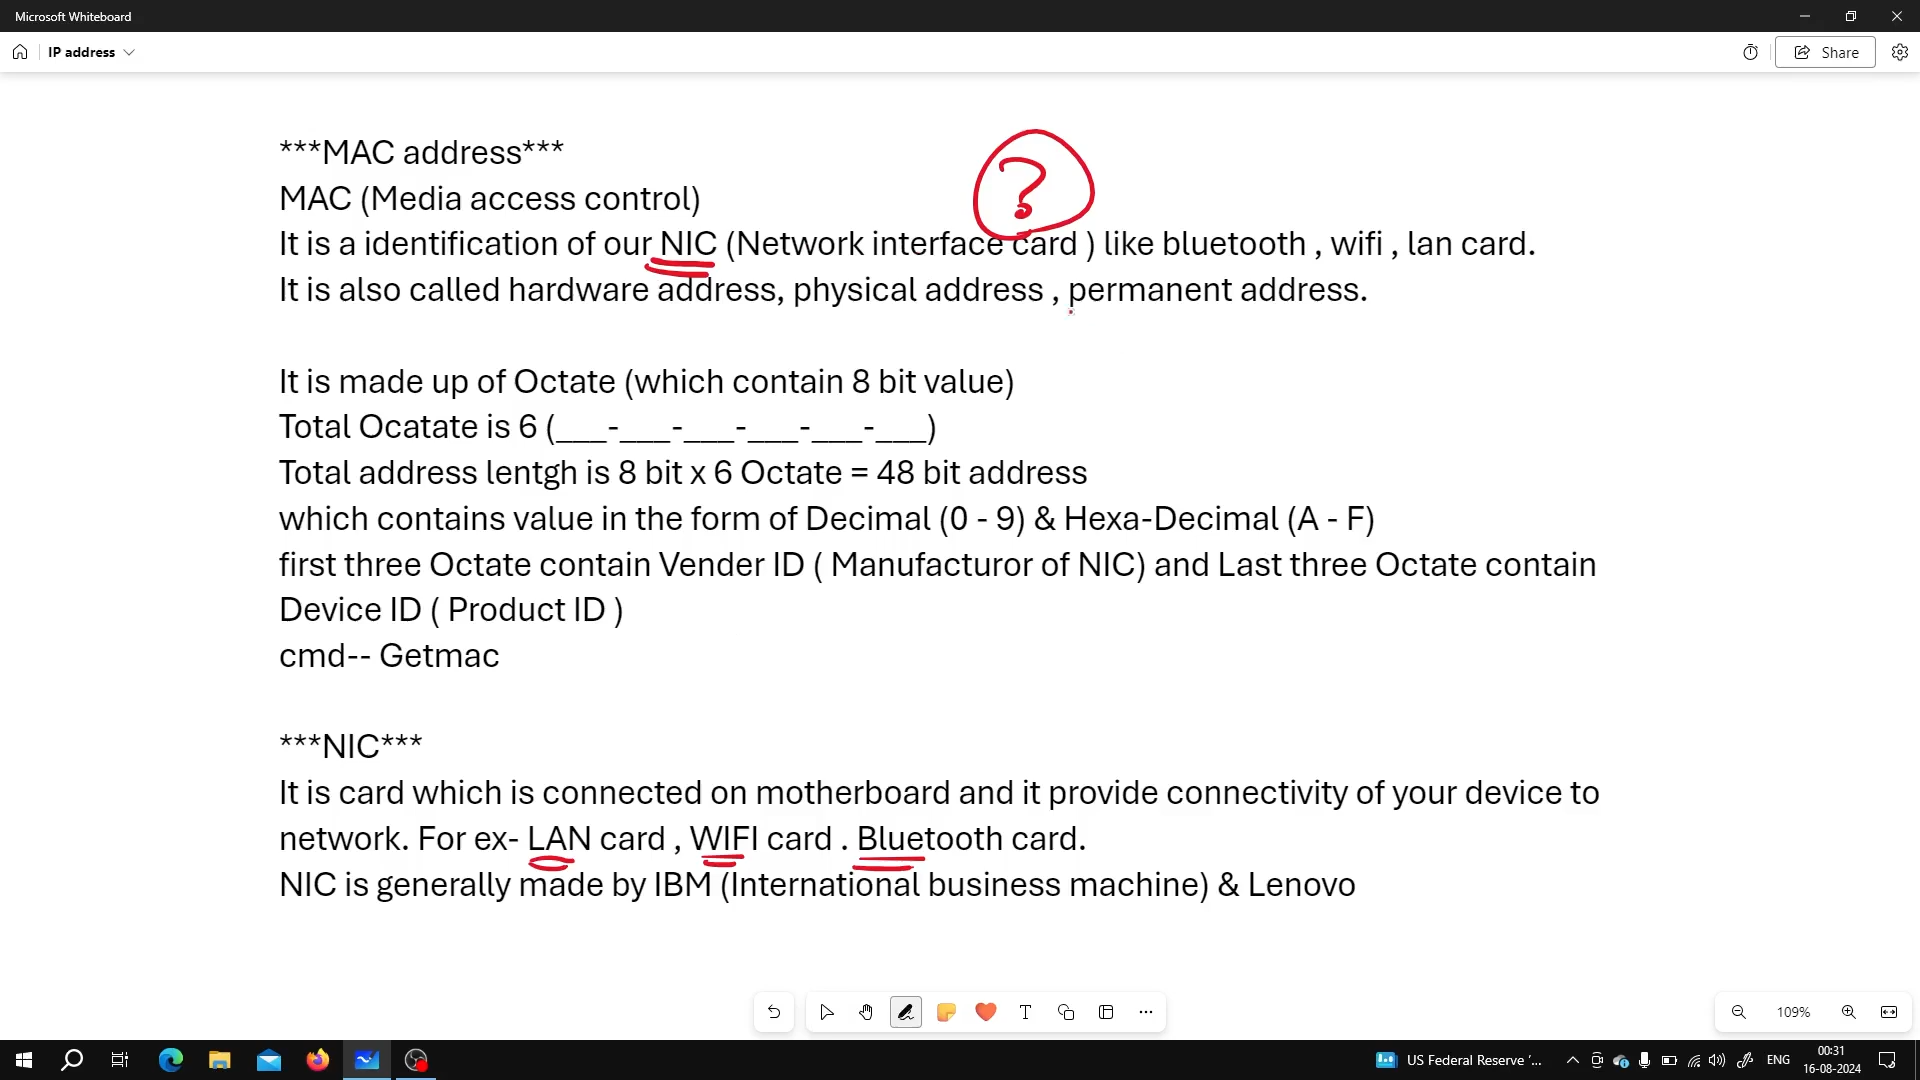 Microsoft Whiteboard
IP address
Share
***MAC address***
?
MAC (Media access control)
It is a identification of our NIC (Network interface card ) like bluetooth , wifi , lan card.
It is also called hardware address, physical address , permanent address.
It is made up of Octate (which contain 8 bit value)
Total Ocatate is 6 (___-___-___-___-___-___)
Total address lentgh is 8 bit x 6 Octate = 48 bit address
which contains value in the form of Decimal (0 - 9) & Hexa-Decimal (A - F)
first three Octate contain Vender ID ( Manufacturor of NIC) and Last three Octate contain
Device ID ( Product ID )
cmd-- Getmac
***NIC***
It is card which is connected on motherboard and it provide connectivity of your device to
network. For ex- LAN card , WIFI card . Bluetooth card.
NIC is generally made by IBM (International business machine) & Lenovo
109%
US Federal Reserve '...
ENG
00:31
16-08-2024